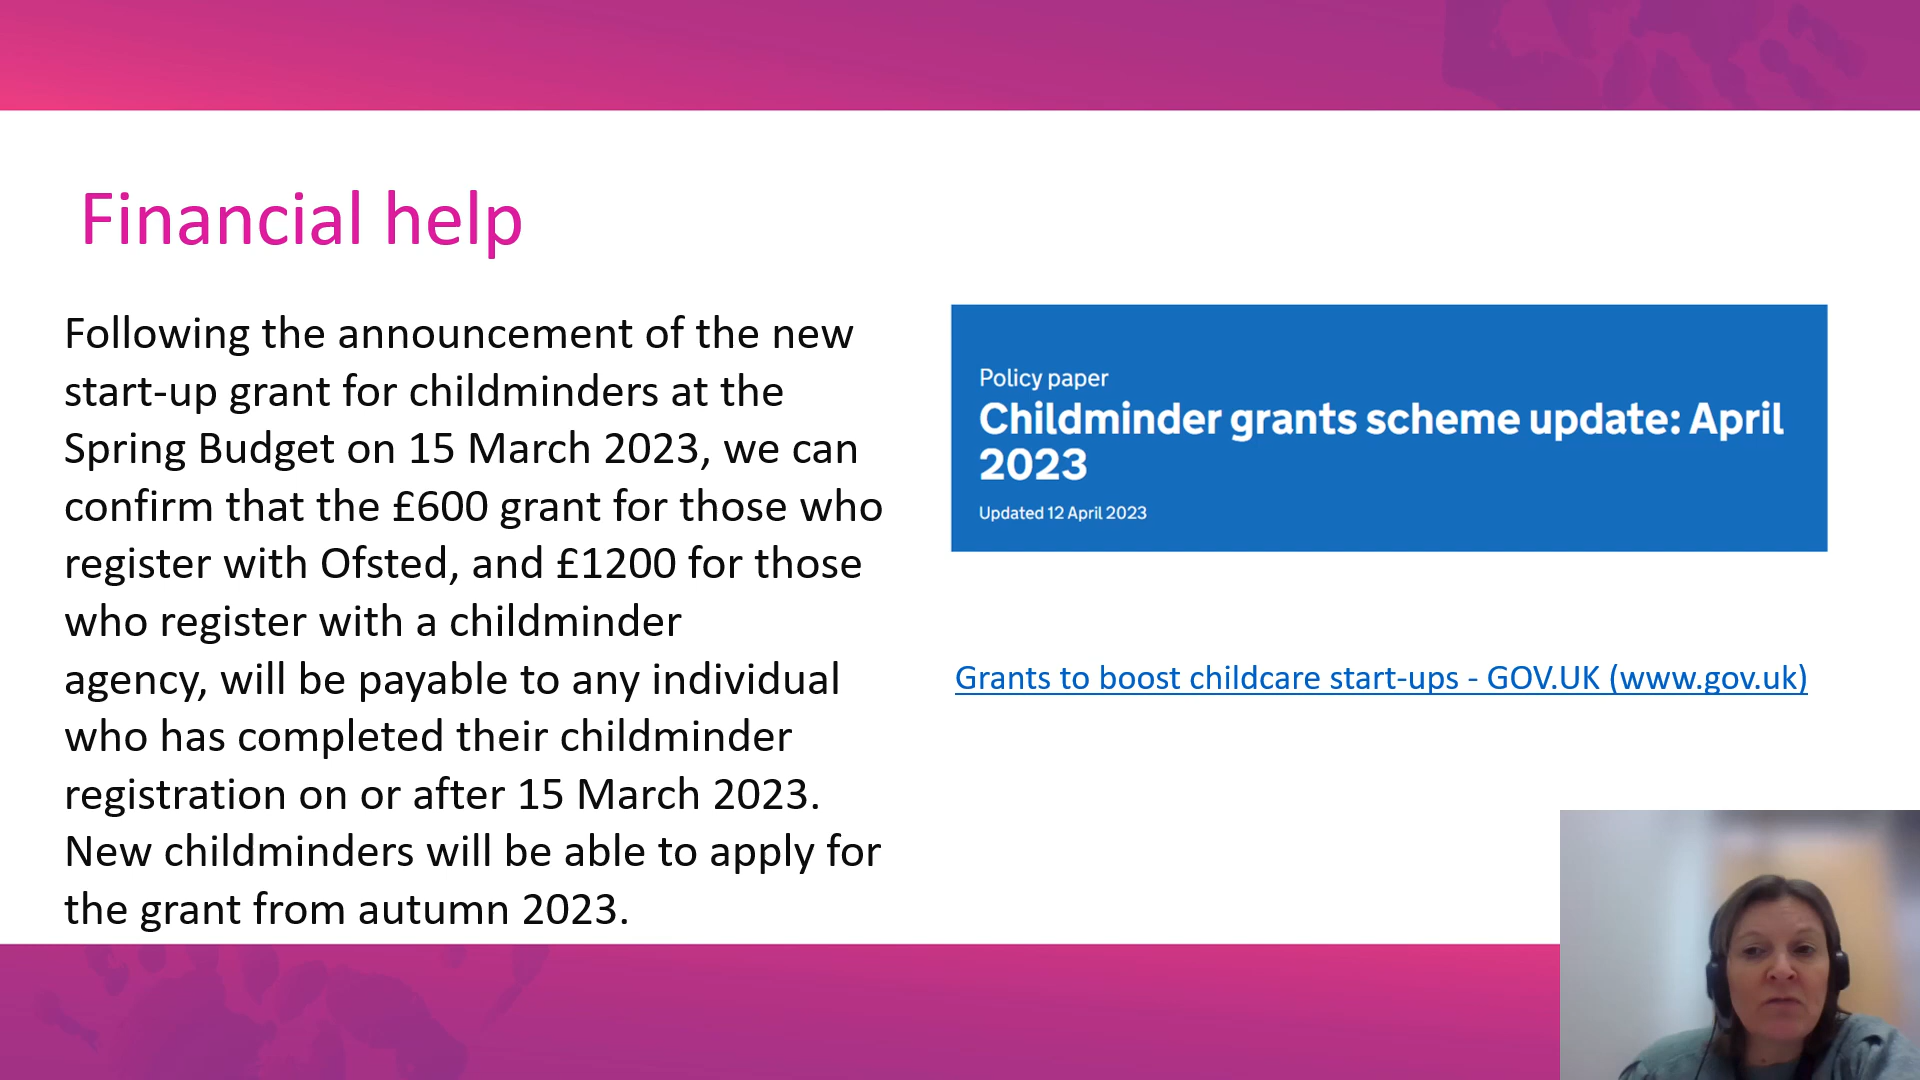 Financial help
Following the announcement of the new
start-up grant for childminders at the
Spring Budget on 15 March 2023, we can
confirm that the £600 grant for those who
register with Ofsted, and £1200 for those
who register with a childminder
agency, will be payable to any individual
who has completed their childminder
registration on or after 15 March 2023.
New childminders will be able to apply for
the grant from autumn 2023.
Policy paper
Childminder grants scheme update: April
2023
Updated 12 April 2023
Grants to boost childcare start-ups - GOV.UK (www.gov.uk)